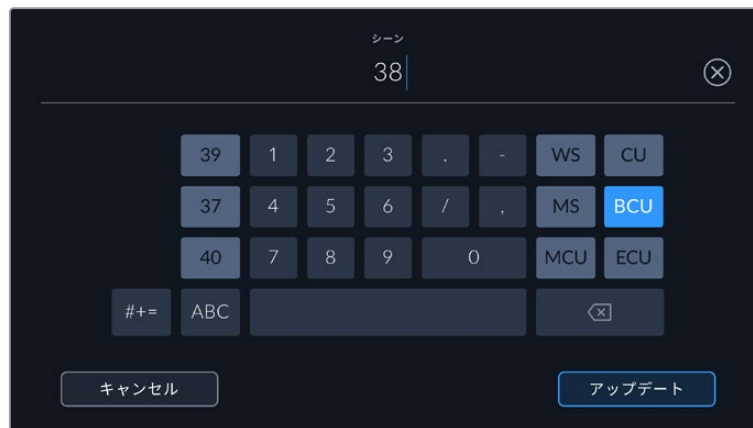 シーン
38
39 1 2 3 . - WS CU
37 4 5 6 / , MS BCU
40 7 8 9 0 MCU ECU
#+= ABC
キャンセル アップデート